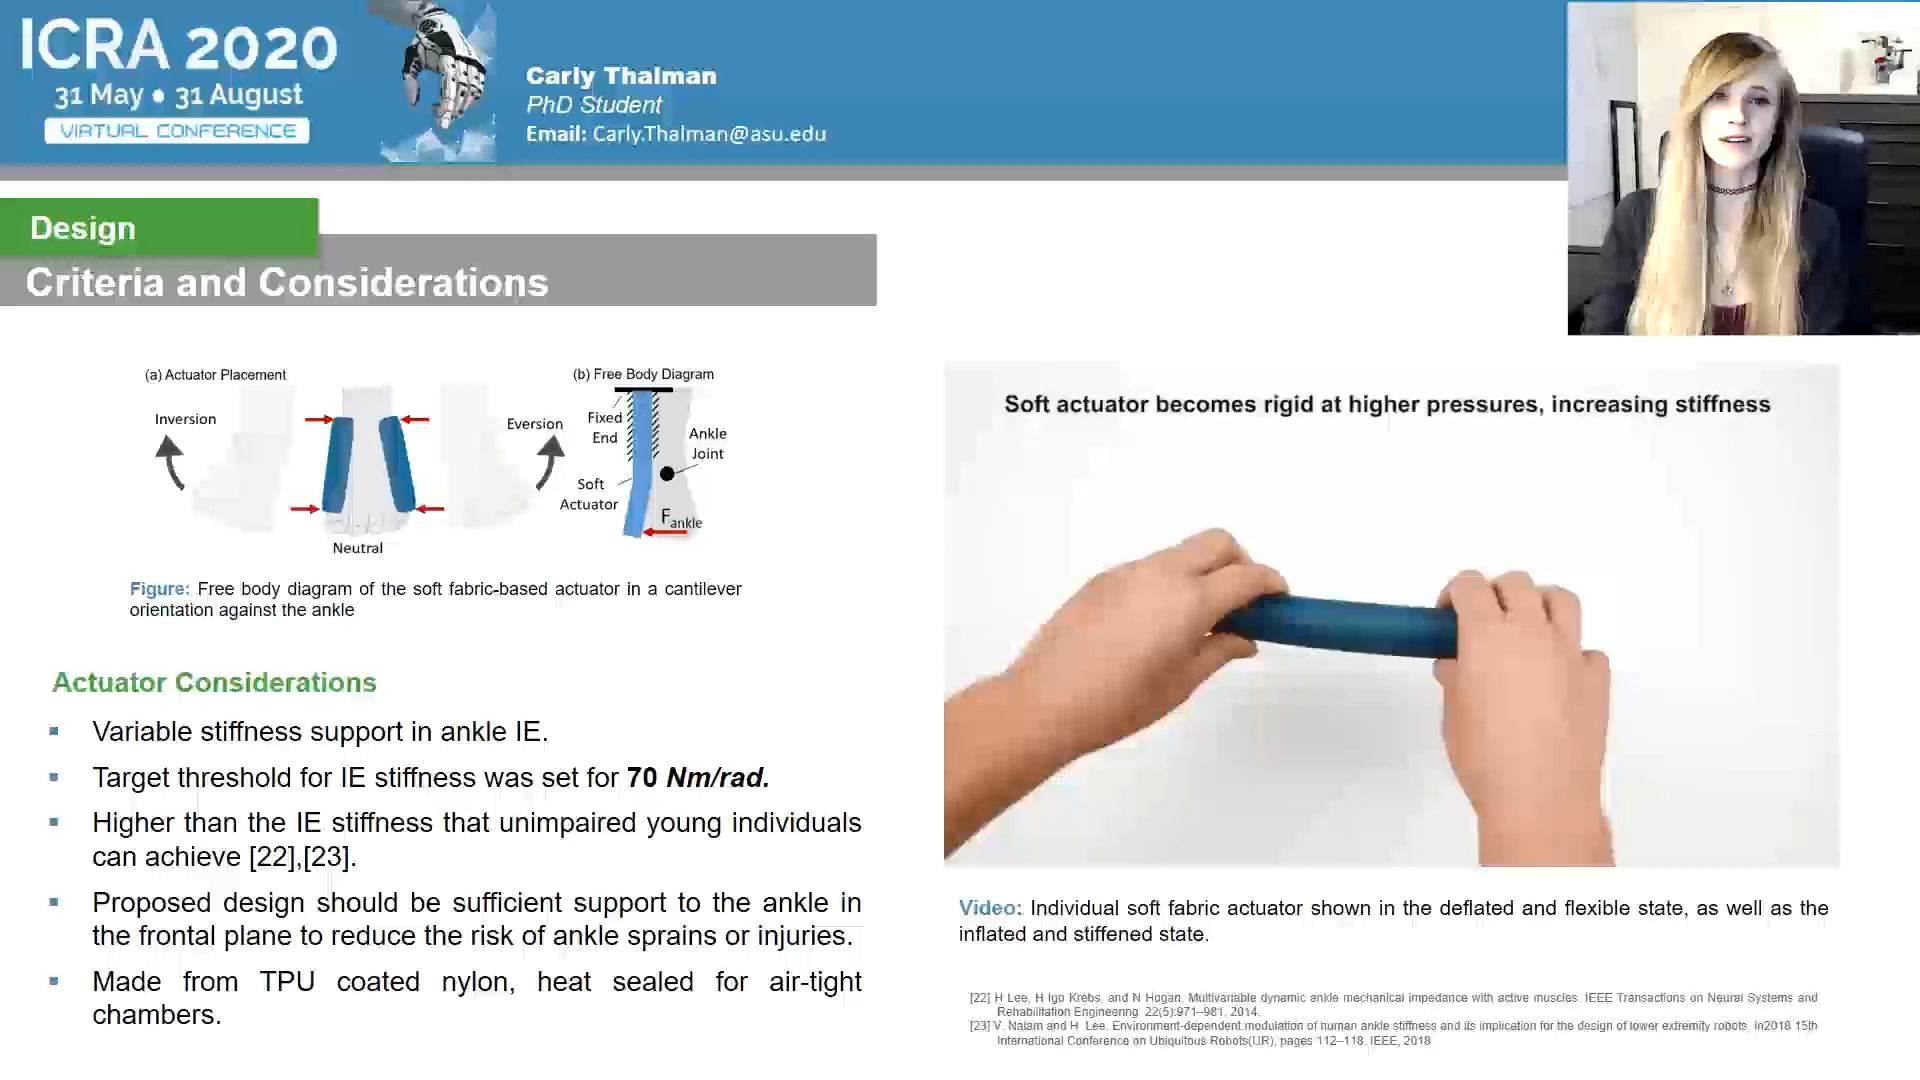 ICRA 2020
31 May • 31 August
VIRTUAL CONFERENCE
Carly Thalman
PhD Student
Email: Carly.Thalman@asu.edu
Design
Criteria and Considerations
(a) Actuator Placement
Inversion
Eversion
Neutral
(b) Free Body Diagram
Fixed
End
Ankle
Joint
Soft
Actuator
Fankle
Figure: Free body diagram of the soft fabric-based actuator in a cantilever
orientation against the ankle
Actuator Considerations
▪ Variable stiffness support in ankle IE.
▪ Target threshold for IE stiffness was set for 70 Nm/rad.
▪ Higher than the IE stiffness that unimpaired young individuals
can achieve [22],[23].
▪ Proposed design should be sufficient support to the ankle in
the frontal plane to reduce the risk of ankle sprains or injuries.
▪ Made from TPU coated nylon, heat sealed for air-tight
chambers.
Soft actuator becomes rigid at higher pressures, increasing stiffness
Video: Individual soft fabric actuator shown in the deflated and flexible state, as well as the
inflated and stiffened state.
[22] H Lee, H Igo Krebs, and N Hogan. Multivariable dynamic ankle mechanical impedance with active muscles. IEEE Transactions on Neural Systems and
Rehabilitation Engineering, 22(5):971–981, 2014.
[23] V. Nalam and H. Lee. Environment-dependent modulation of human ankle stiffness and its implication for the design of lower extremity robots. In2018 15th
International Conference on Ubiquitous Robots(UR), pages 112–118. IEEE, 2018